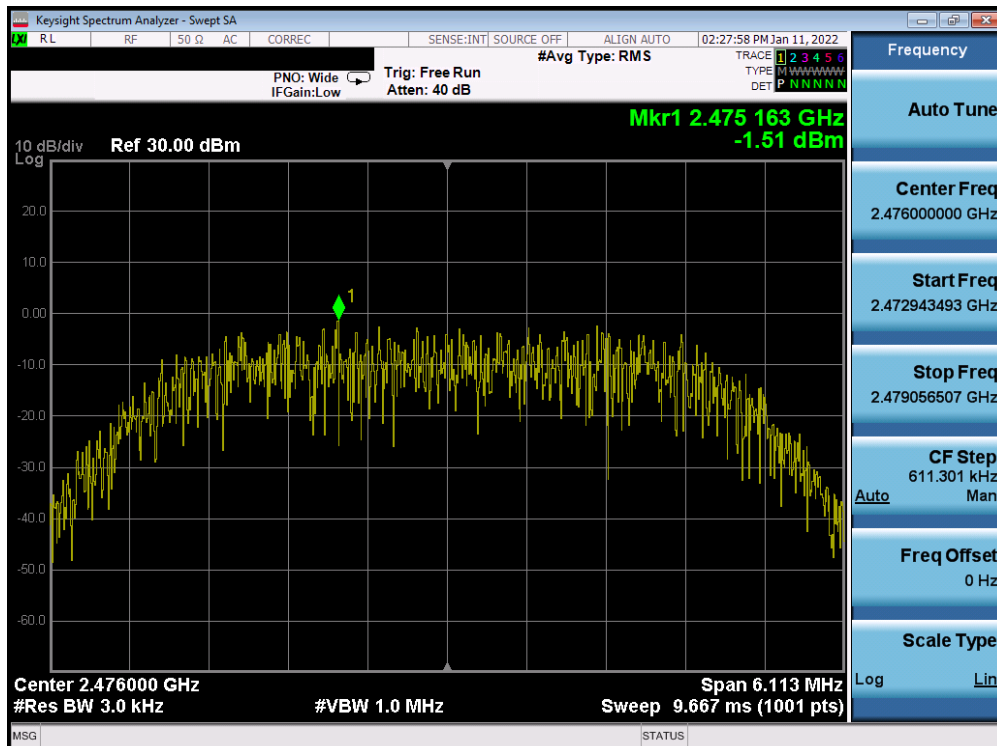 Keysight Spectrum Analyzer - Swept SA
LXI RL RF 50 Ω AC CORREC SENSE:INT SOURCE OFF ALIGN AUTO 02:27:58 PM Jan 11, 2022
#Avg Type: RMS
TRACE 1 2 3 4 5 6
PNO: Wide
Trig: Free Run
TYPE M WWWWW
IFGain:Low
Atten: 40 dB
DET P N N N N N
Mkr1 2.475 163 GHz
-1.51 dBm
10 dB/div
Log
Ref 30.00 dBm
20.0
10.0
0.00
-10.0
-20.0
-30.0
-40.0
-50.0
-60.0
1
Center 2.476000 GHz
Span 6.113 MHz
#Res BW 3.0 kHz
#VBW 1.0 MHz
Sweep 9.667 ms (1001 pts)
MSG
STATUS
Frequency
Auto Tune
Center Freq
2.476000000 GHz
Start Freq
2.472943493 GHz
Stop Freq
2.479056507 GHz
CF Step
611.301 kHz
Auto Man
Freq Offset
0 Hz
Scale Type
Log Lin